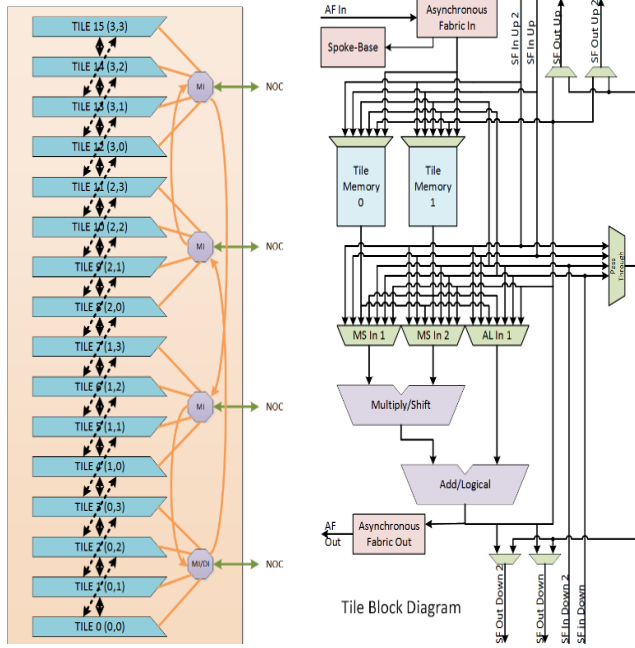 TILE 15 (3,3)
TILE 14 (3,2)
TILE 13 (3,1)
TILE 12 (3,0)
TILE 11 (2,3)
TILE 10 (2,2)
TILE 9 (2,1)
TILE 8 (2,0)
TILE 7 (1,3)
TILE 6 (1,2)
TILE 5 (1,1)
TILE 4 (1,0)
TILE 3 (0,3)
TILE 2 (0,2)
TILE 1 (0,1)
TILE 0 (0,0)
MI
NOC
MI
NOC
MI
NOC
MI/DI
NOC
AF In
Asynchronous
Fabric In
Spoke-Base
SF In Up 2
SF In Up
SF Out Up
SF Out Up 2
Tile
Memory
0
Tile
Memory
1
Pass
Through
MS In 1
MS In 2
AL In 1
Multiply/Shift
Add/Logical
AF
Out
Asynchronous
Fabric Out
SF Out Down 2
SF Out Down
SF In Down 2
SF in Down
Tile Block Diagram